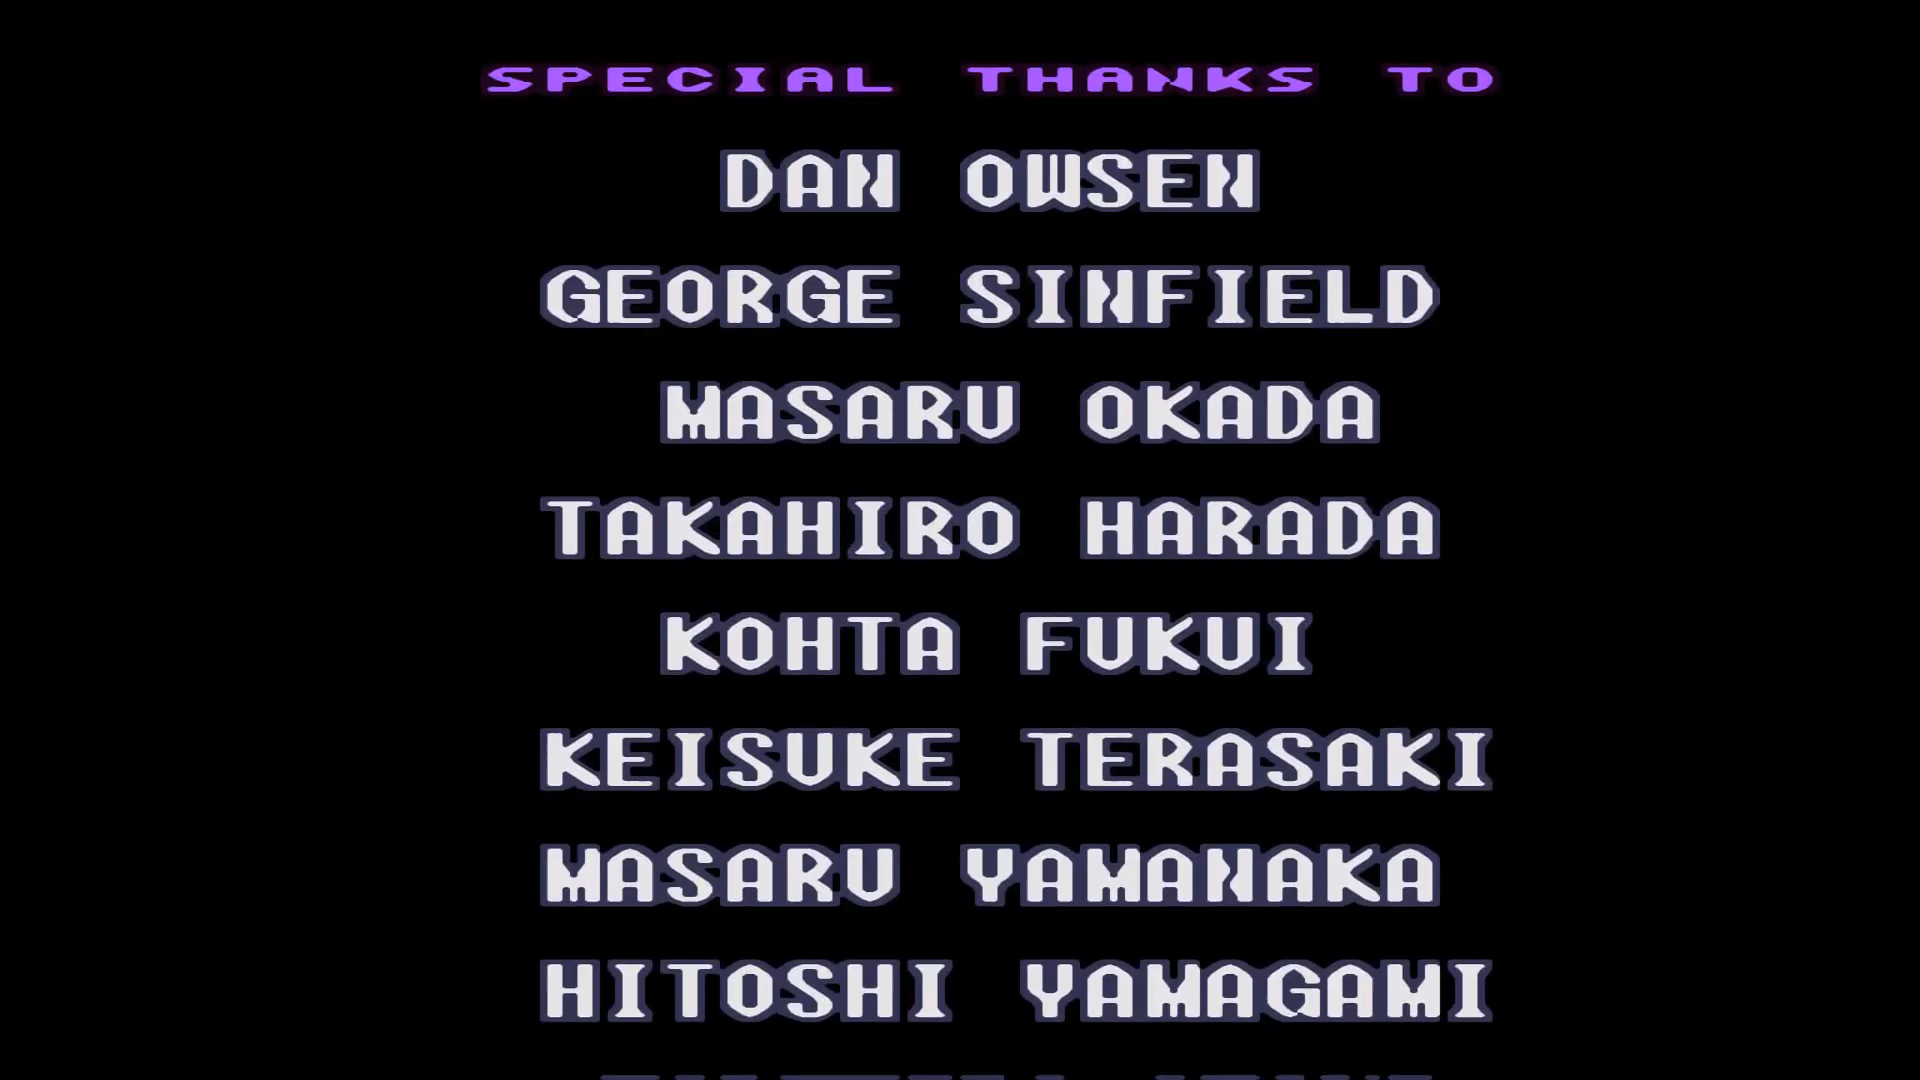 SPECIAL THANKS TO
DAN OWSEN
GEORGE SINFIELD
MASARU OKADA
TAKAHIRO HARADA
KOHTA FUKUI
KEISUKE TERASAKI
MASARU YAMANAKA
HITOSHI YAMAGAMI